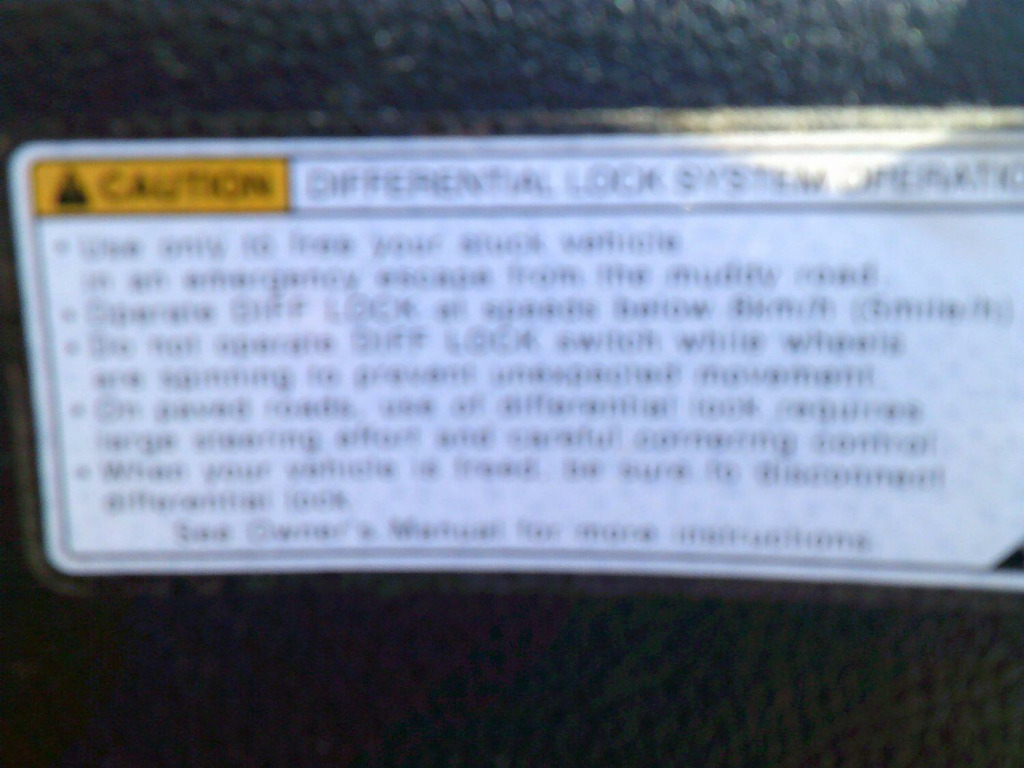 CAUTION DIFFERENTIAL LOCK SYSTEM OPERATIO
• Use only to free your stuck vehicle
in an emergency escape from the muddy road.
• Operate DIFF LOCK at speeds below 8km/h (5mile/h)
• Do not operate DIFF LOCK switch while wheels
are spinning to prevent unexpected movement.
• On paved roads, use of differential lock requires
large steering effort and careful cornering control.
• When your vehicle is freed, be sure to disconnect
differential lock.
See Owner's Manual for more instructions.